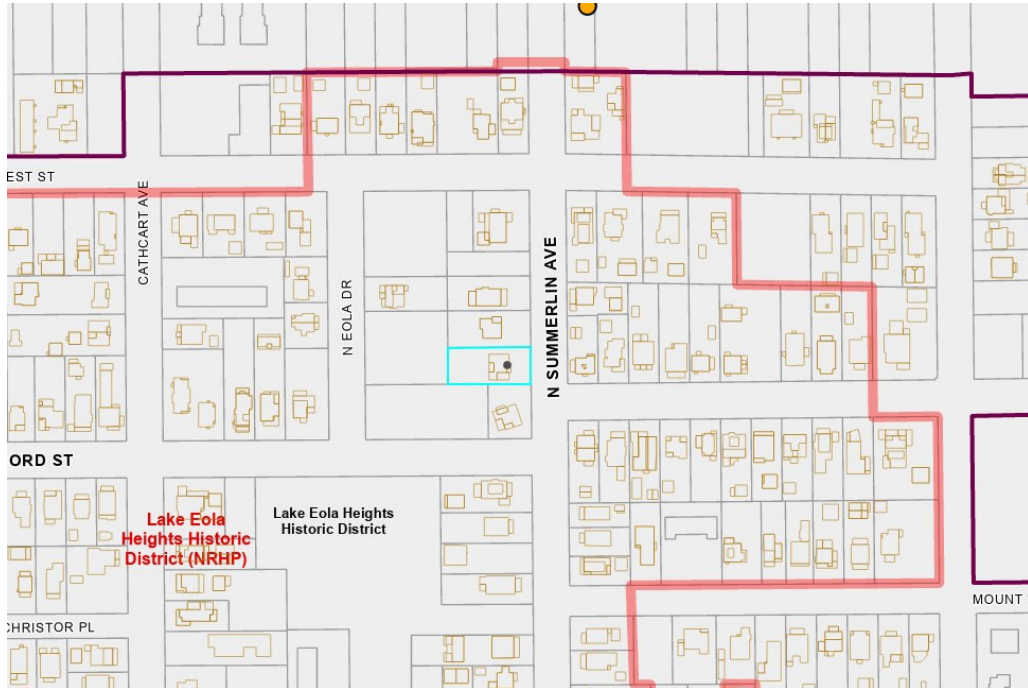 EST ST
CATHCART AVE
N EOLA DR
N SUMMERLIN AVE
ORD ST
Lake Eola
Heights Historic
District (NRHP)
Lake Eola Heights
Historic District
MOUNT
CHRISTOR PL